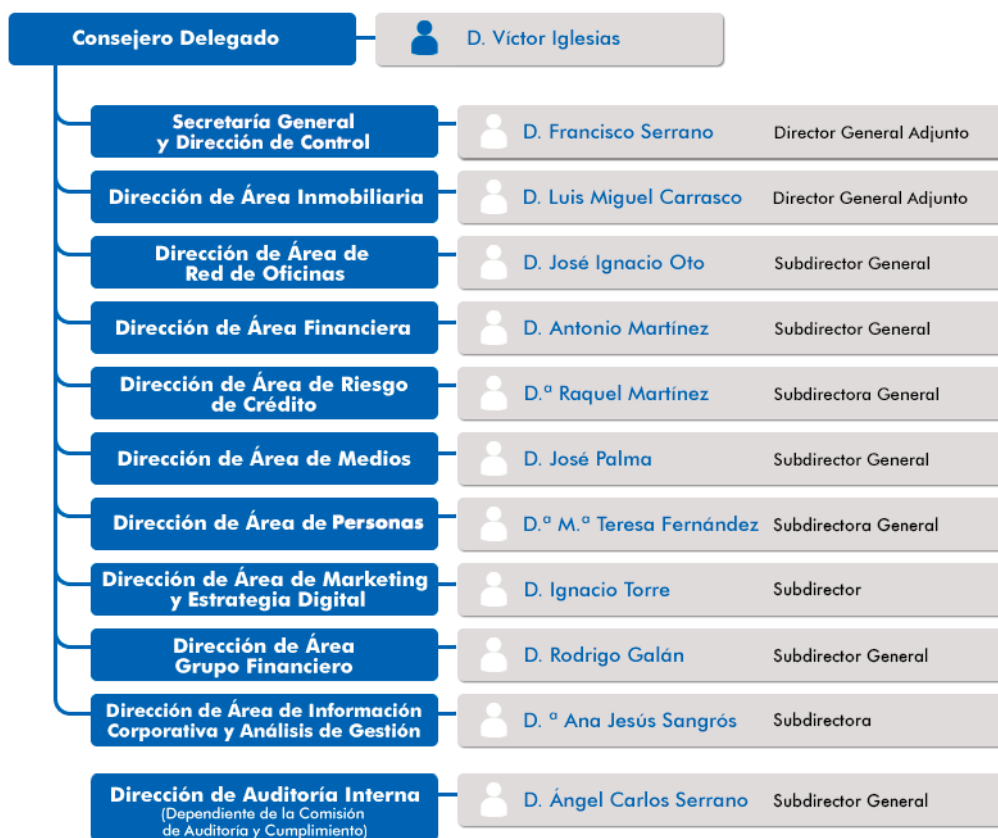 Consejero Delegado
D. Víctor Iglesias
Secretaría General
y Dirección de Control
D. Francisco Serrano
Director General Adjunto
Dirección de Área Inmobiliaria
D. Luis Miguel Carrasco
Director General Adjunto
Dirección de Área de
Red de Oficinas
D. José Ignacio Oto
Subdirector General
Dirección de Área Financiera
D. Antonio Martínez
Subdirector General
Dirección de Área de Riesgo
de Crédito
D.ª Raquel Martínez
Subdirectora General
Dirección de Área de Medios
D. José Palma
Subdirector General
Dirección de Área de Personas
D.ª M.ª Teresa Fernández
Subdirectora General
Dirección de Área de Marketing
y Estrategia Digital
D. Ignacio Torre
Subdirector
Dirección de Área
Grupo Financiero
D. Rodrigo Galán
Subdirector General
Dirección de Área de Información
Corporativa y Análisis de Gestión
D. ª Ana Jesús Sangrós
Subdirectora
Dirección de Auditoría Interna
(Dependiente de la Comisión
de Auditoría y Cumplimiento)
D. Ángel Carlos Serrano
Subdirector General